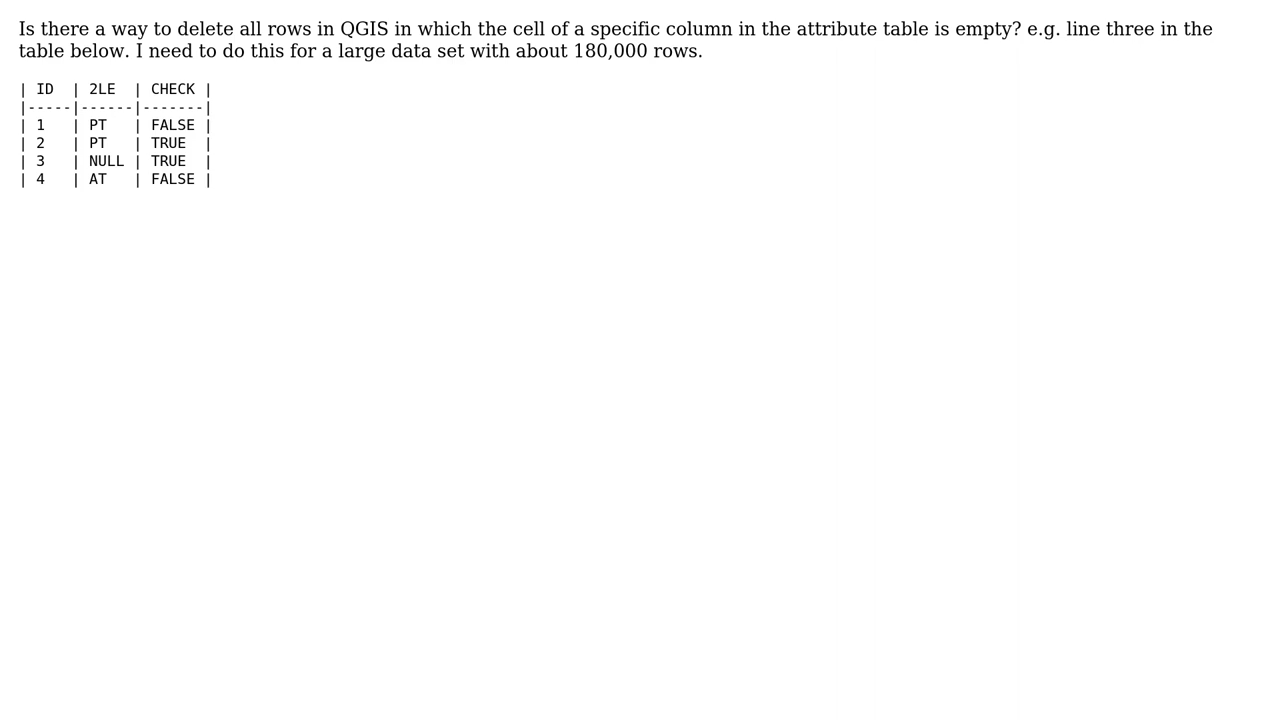 Is there a way to delete all rows in QGIS in which the cell of a specific column in the attribute table is empty? e.g. line three in the
table below. I need to do this for a large data set with about 180,000 rows.
| ID  | 2LE  | CHECK |
|-----|------|-------|
| 1   | PT   | FALSE |
| 2   | PT   | TRUE  |
| 3   | NULL | TRUE  |
| 4   | AT   | FALSE |